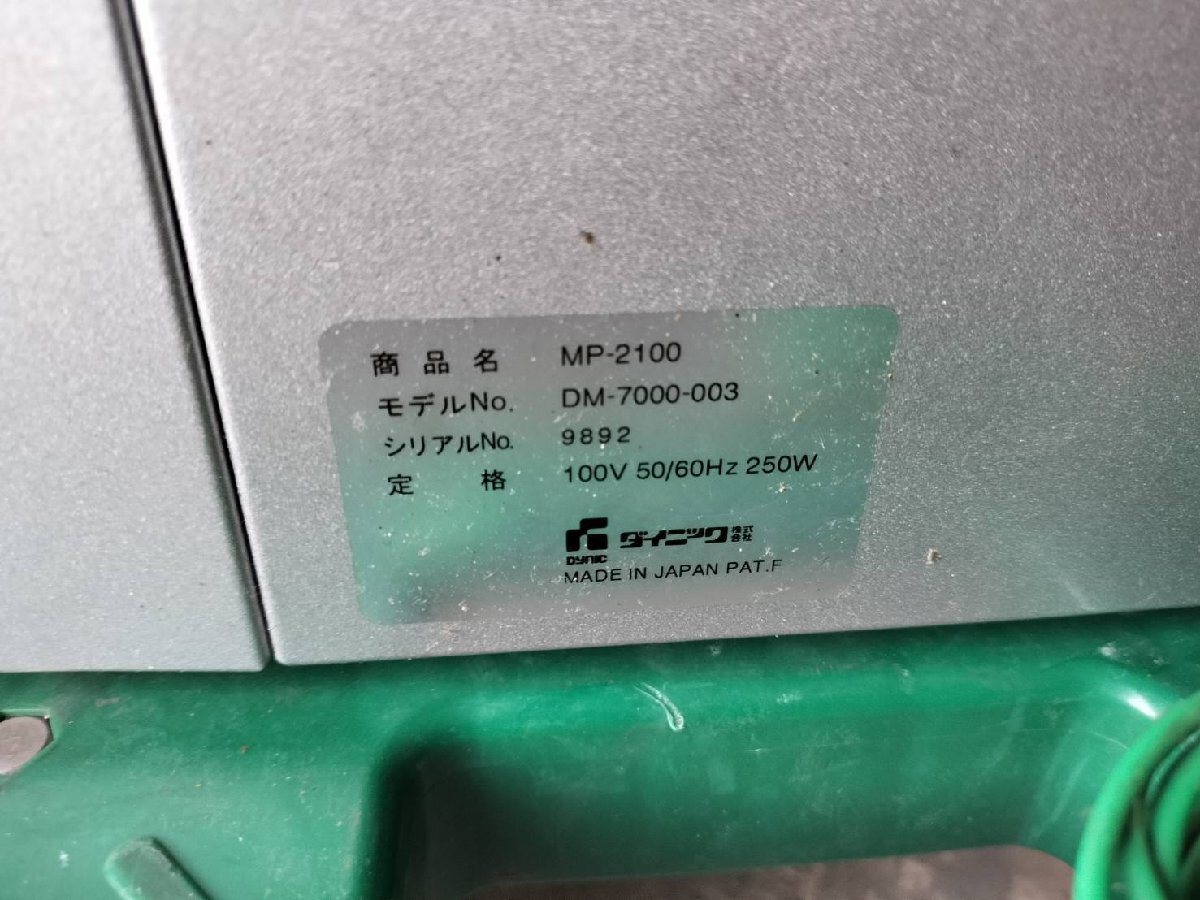 商品名 MP-2100
モデルNo. DM-7000-003
シリアルNo. 9892
定格 100V 50/60Hz 250W
DYNIC ダイニック株式会社
MADE IN JAPAN PAT.F